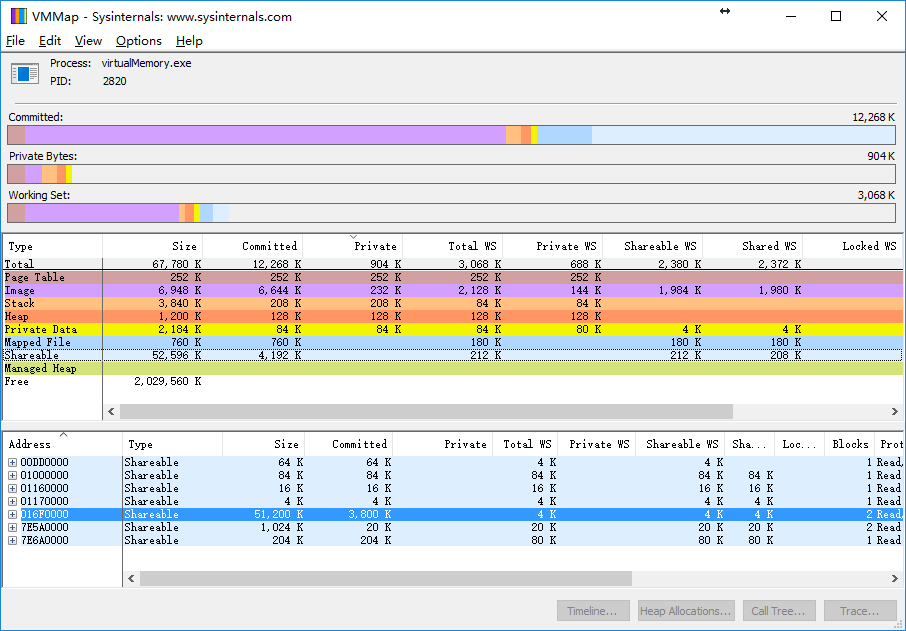 VMMap - Sysinternals: www.sysinternals.com
File Edit View Options Help
Process: virtualMemory.exe
PID: 2820
Committed: 12,268 K
Private Bytes: 904 K
Working Set: 3,068 K
Type Size Committed Private Total WS Private WS Shareable WS Shared WS Locked WS
Total 67,780 K 12,268 K 904 K 3,068 K 688 K 2,380 K 2,372 K
Page Table 252 K 252 K 252 K 252 K 252 K
Image 6,948 K 6,644 K 232 K 2,128 K 144 K 1,984 K 1,980 K
Stack 3,840 K 208 K 208 K 84 K 84 K
Heap 1,200 K 128 K 128 K 128 K 128 K
Private Data 2,184 K 84 K 84 K 84 K 80 K 4 K 4 K
Mapped File 760 K 760 K 180 K 180 K 180 K
Shareable 52,596 K 4,192 K 212 K 212 K 208 K
Managed Heap
Free 2,029,560 K
Address Type Size Committed Private Total WS Private WS Shareable WS Sha... Loc... Blocks Prot
00DD0000 Shareable 64 K 64 K 4 K 4 K 1 Read,
01000000 Shareable 84 K 84 K 84 K 84 K 84 K 1 Read
01160000 Shareable 16 K 16 K 16 K 16 K 16 K 1 Read
01170000 Shareable 4 K 4 K 4 K 4 K 4 K 1 Read
016F0000 Shareable 51,200 K 3,800 K 4 K 4 K 4 K 2 Read,
7E5A0000 Shareable 1,024 K 20 K 20 K 20 K 20 K 2 Read
7E6A0000 Shareable 204 K 204 K 80 K 80 K 80 K 1 Read
Timeline... Heap Allocations... Call Tree... Trace...